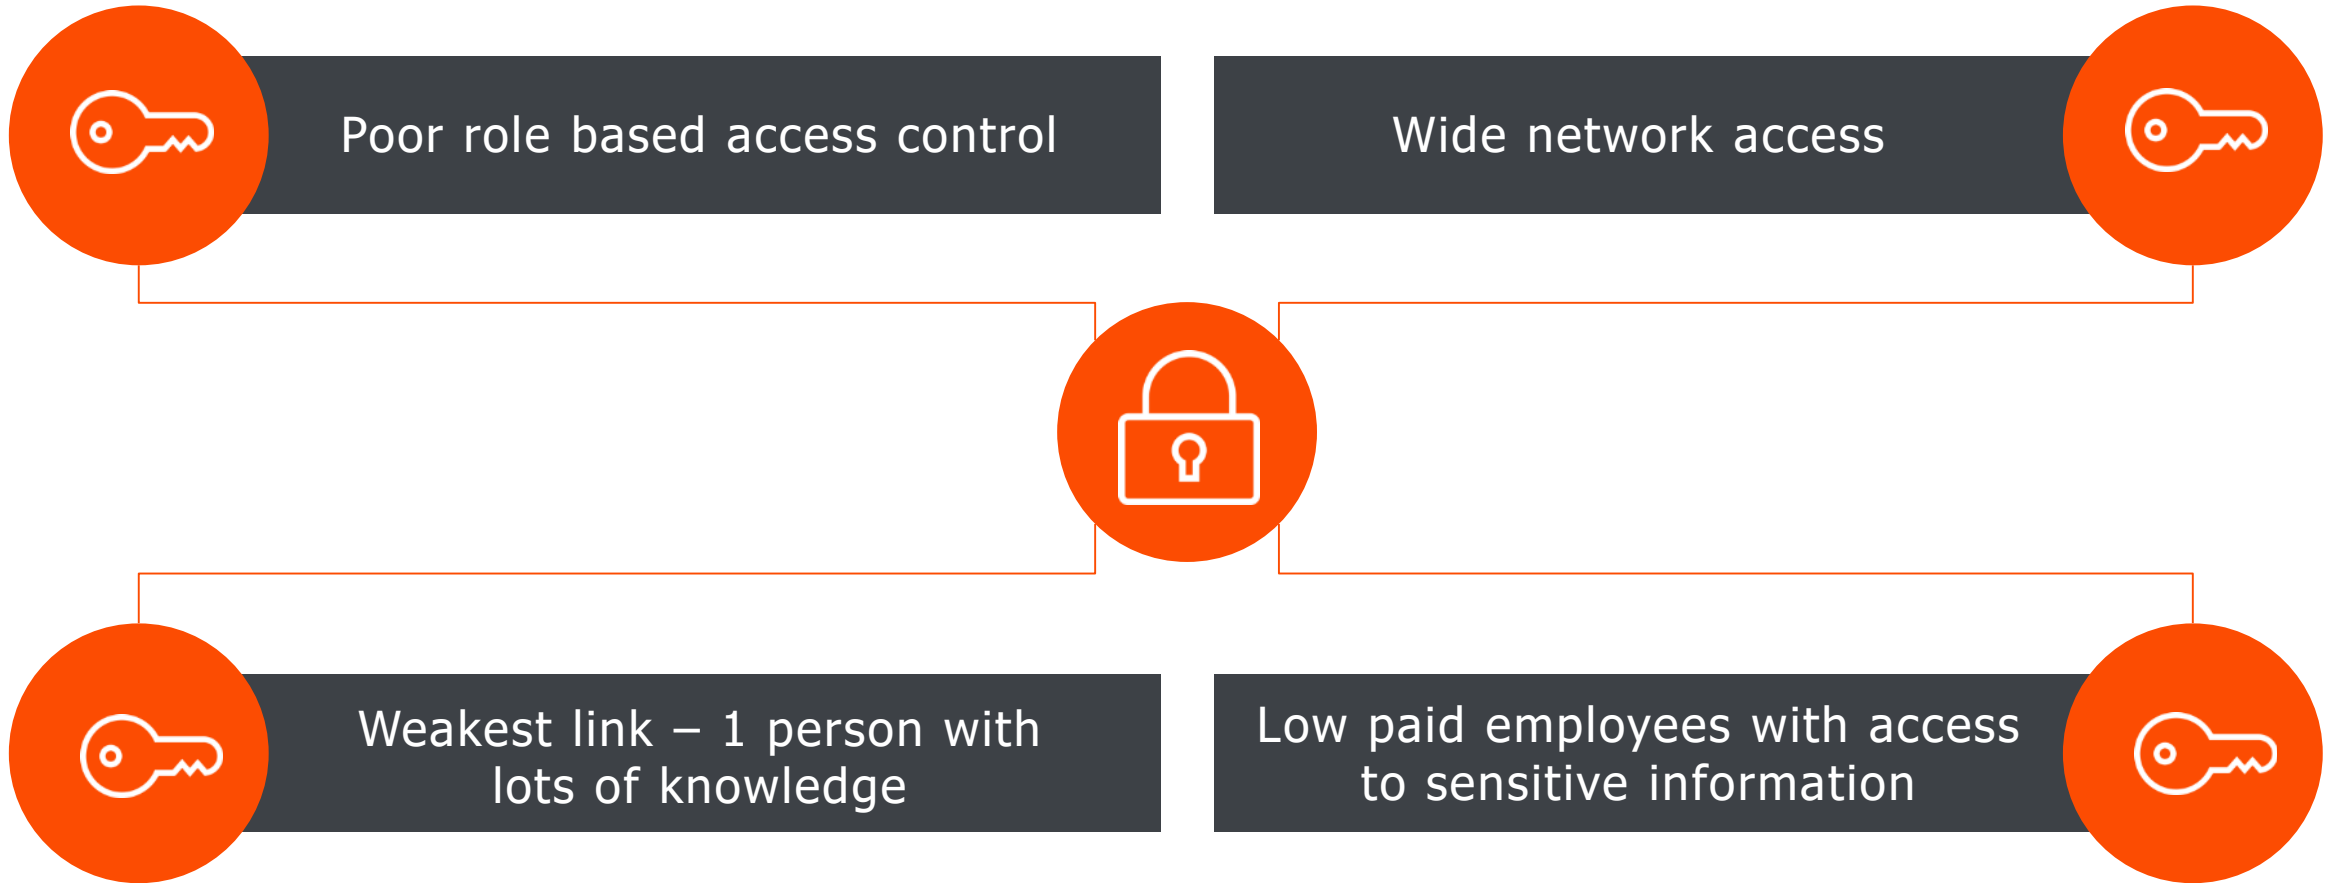 Poor role based access control
Wide network access
Weakest link – 1 person with
lots of knowledge
Low paid employees with access
to sensitive information